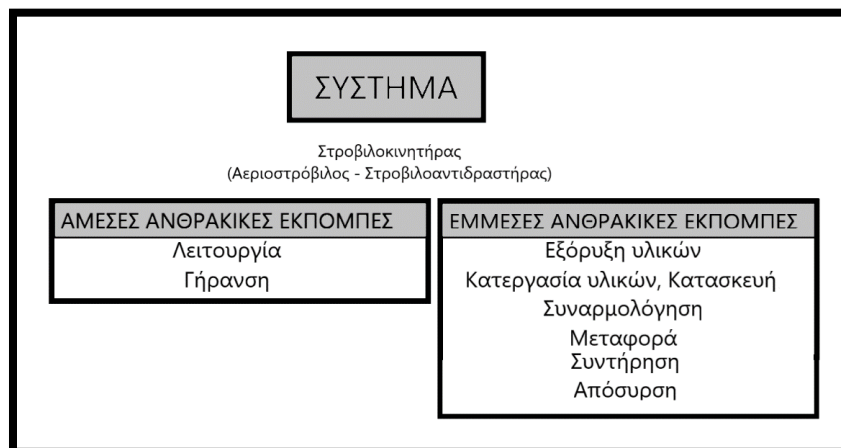 ΣΥΣΤΗΜΑ
Στροβιλοκινητήρας
(Αεριοστρόβιλος - Στροβιλοαντιδραστήρας)
ΑΜΕΣΕΣ ΑΝΘΡΑΚΙΚΕΣ ΕΚΠΟΜΠΕΣ
Λειτουργία
Γήρανση
ΕΜΜΕΣΕΣ ΑΝΘΡΑΚΙΚΕΣ ΕΚΠΟΜΠΕΣ
Εξόρυξη υλικών
Κατεργασία υλικών, Κατασκευή
Συναρμολόγηση
Μεταφορά
Συντήρηση
Απόσυρση